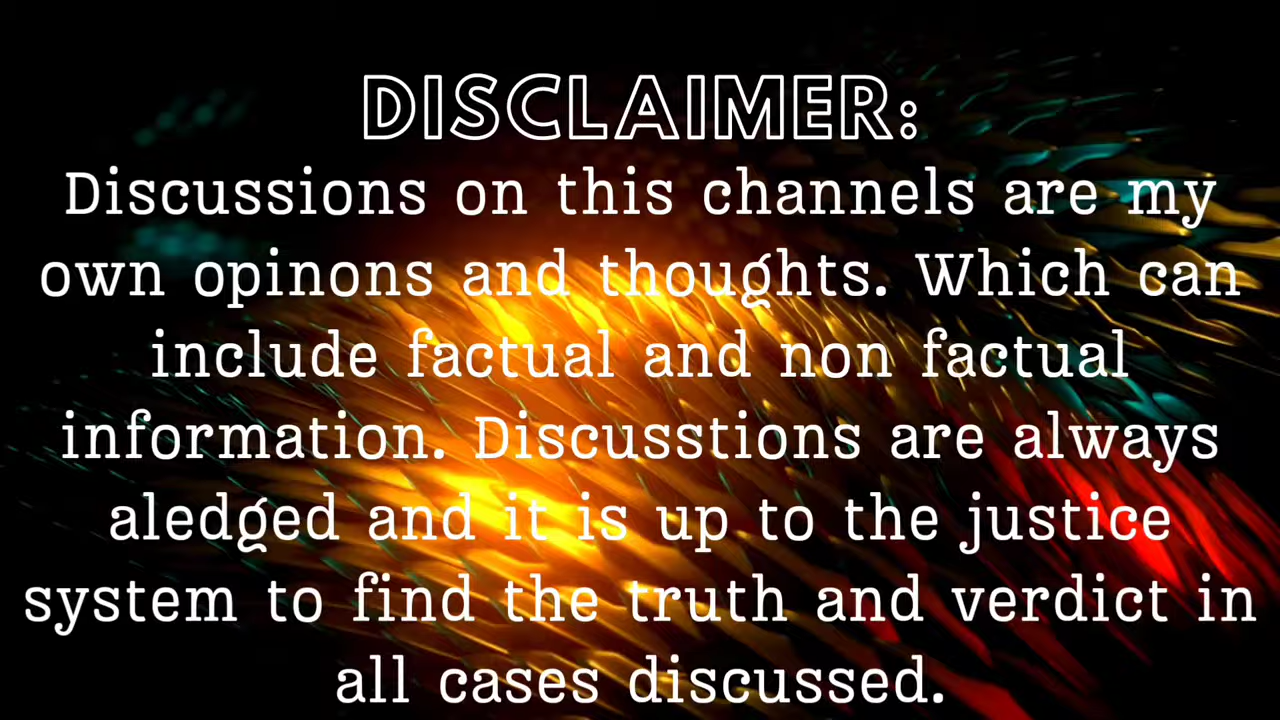 DISCLAIMER:
Discussions on this channels are my
own opinons and thoughts. Which can
include factual and non factual
information. Discusstions are always
aledged and it is up to the justice
system to find the truth and verdict in
all cases discussed.